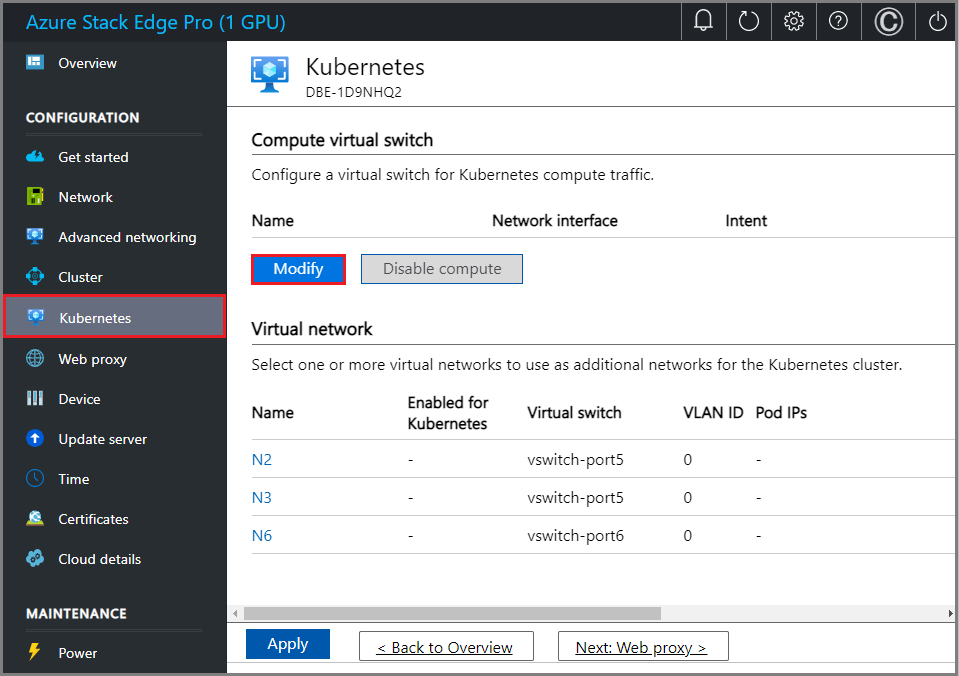 Azure Stack Edge Pro (1 GPU)
Overview
CONFIGURATION
Get started
Network
Advanced networking
Cluster
Kubernetes
Web proxy
Device
Update server
Time
Certificates
Cloud details
MAINTENANCE
Power
Kubernetes
DBE-1D9NHQ2
Compute virtual switch
Configure a virtual switch for Kubernetes compute traffic.
Name Network interface Intent
Modify Disable compute
Virtual network
Select one or more virtual networks to use as additional networks for the Kubernetes cluster.
Name Enabled for Kubernetes Virtual switch VLAN ID Pod IPs
N2 - vswitch-port5 0 -
N3 - vswitch-port5 0 -
N6 - vswitch-port6 0 -
Apply < Back to Overview Next: Web proxy >